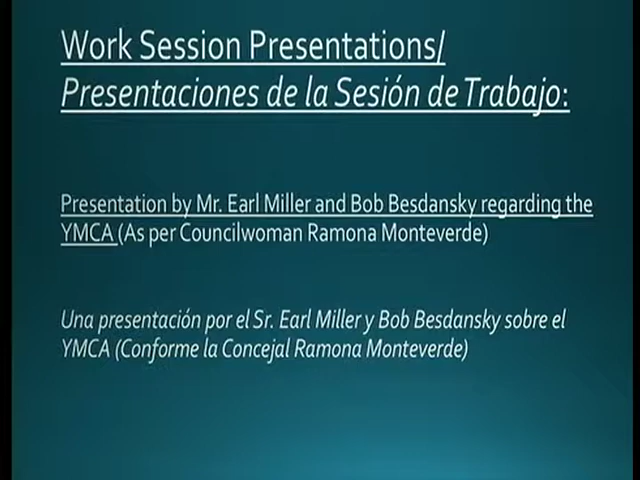 Work Session Presentations/
Presentaciones de la Sesión de Trabajo:
Presentation by Mr. Earl Miller and Bob Besdansky regarding the
YMCA (As per Councilwoman Ramona Monteverde)
Una presentación por el Sr. Earl Miller y Bob Besdansky sobre el
YMCA (Conforme la Concejal Ramona Monteverde)